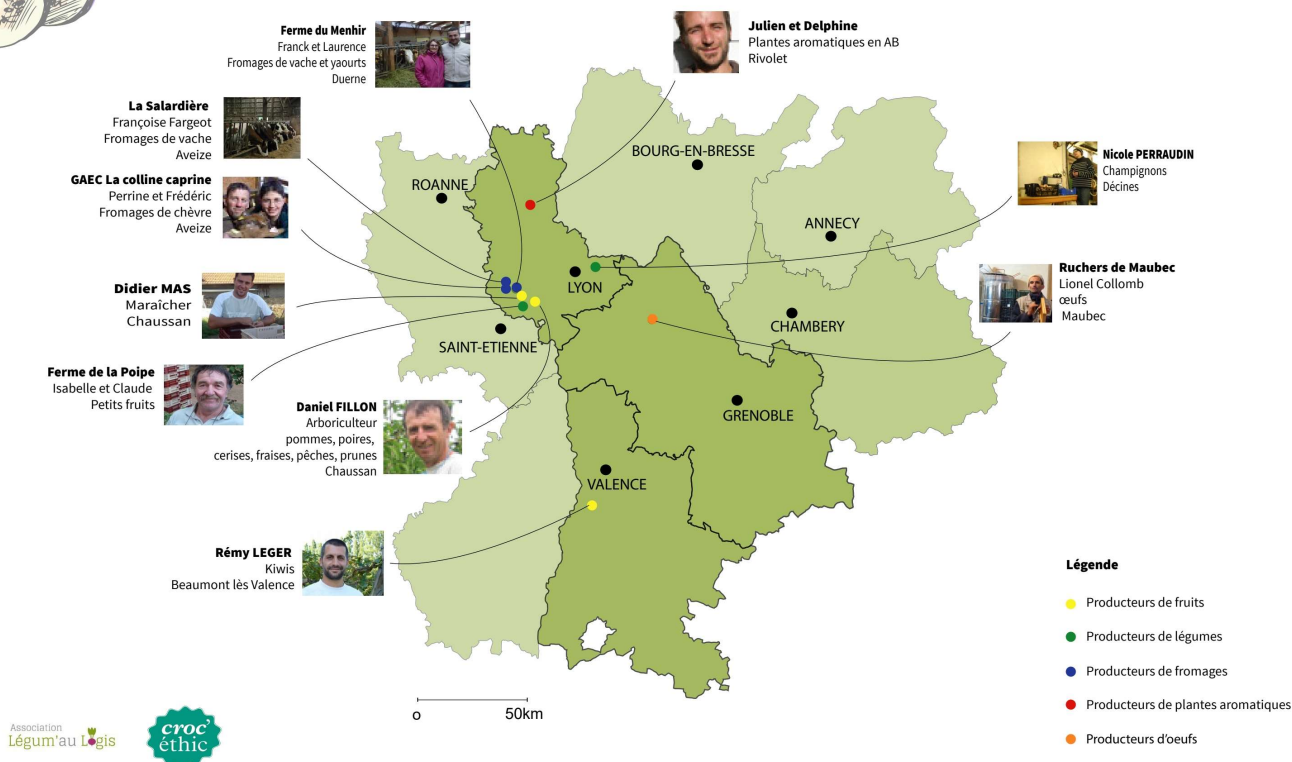 Ferme du Menhir
Franck et Laurence
Fromages de vache et yaourts
Duerne
Julien et Delphine
Plantes aromatiques en AB
Rivolet
La Salardière
Françoise Fargeot
Fromages de vache
Aveize
GAEC La colline caprine
Perrine et Frédéric
Fromages de chèvre
Aveize
Nicole PERRAUDIN
Champignons
Décines
Didier MAS
Maraîcher
Chaussan
Ruchers de Maubec
Lionel Collomb
œufs
Maubec
Ferme de la Poipe
Isabelle et Claude
Petits fruits
Daniel FILLON
Arboriculteur
pommes, poires,
cerises, fraises, pêches, prunes
Chaussan
Rémy LEGER
Kiwis
Beaumont lès Valence
BOURG-EN-BRESSE
ROANNE
ANNECY
LYON
CHAMBERY
SAINT-ETIENNE
GRENOBLE
VALENCE
Légende
Producteurs de fruits
Producteurs de légumes
Producteurs de fromages
Producteurs de plantes aromatiques
Producteurs d'oeufs
o 50km
Association
Légum'au Logis
croc'
éthic